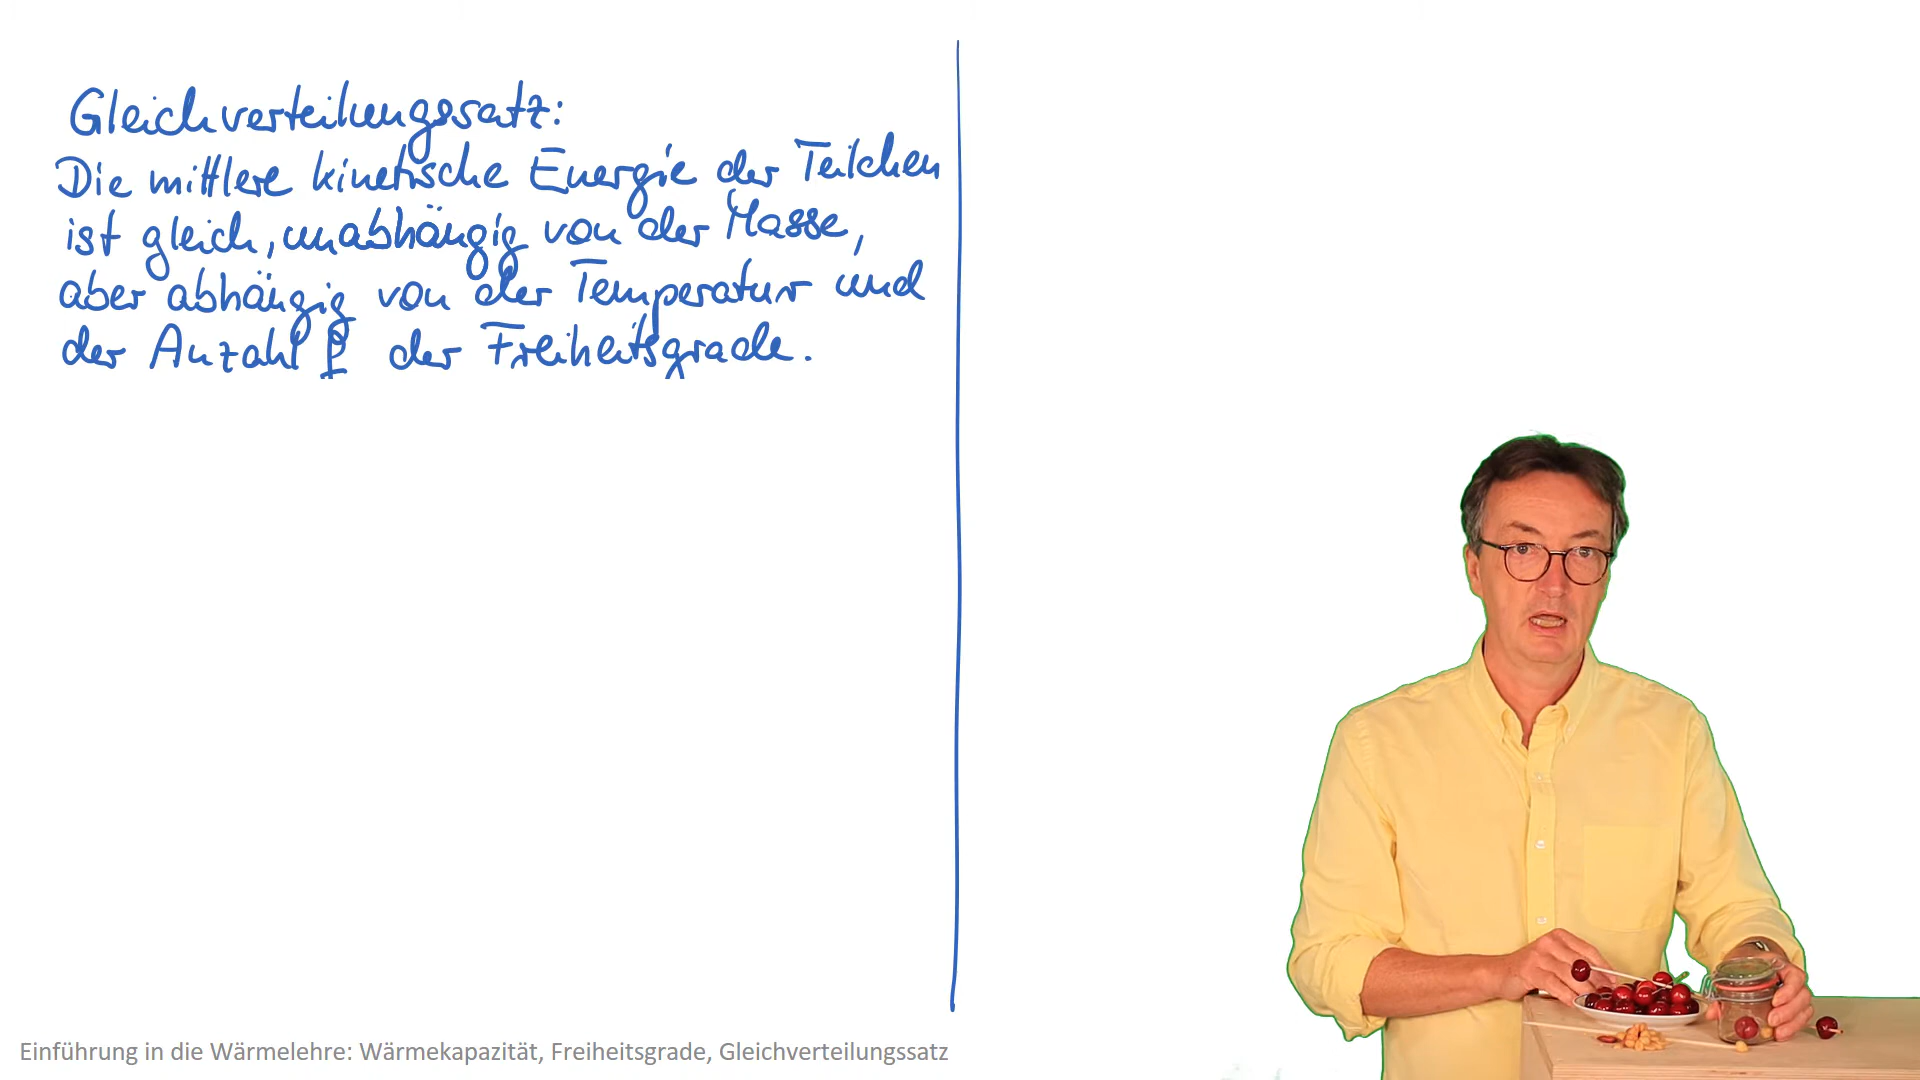 Gleichverteilungssatz:
Die mittlere kinetische Energie der Teilchen
ist gleich, unabhängig von der Masse,
aber abhängig von der Temperatur und
der Anzahl f der Freiheitsgrade.
Einführung in die Wärmelehre: Wärmekapazität, Freiheitsgrade, Gleichverteilungssatz